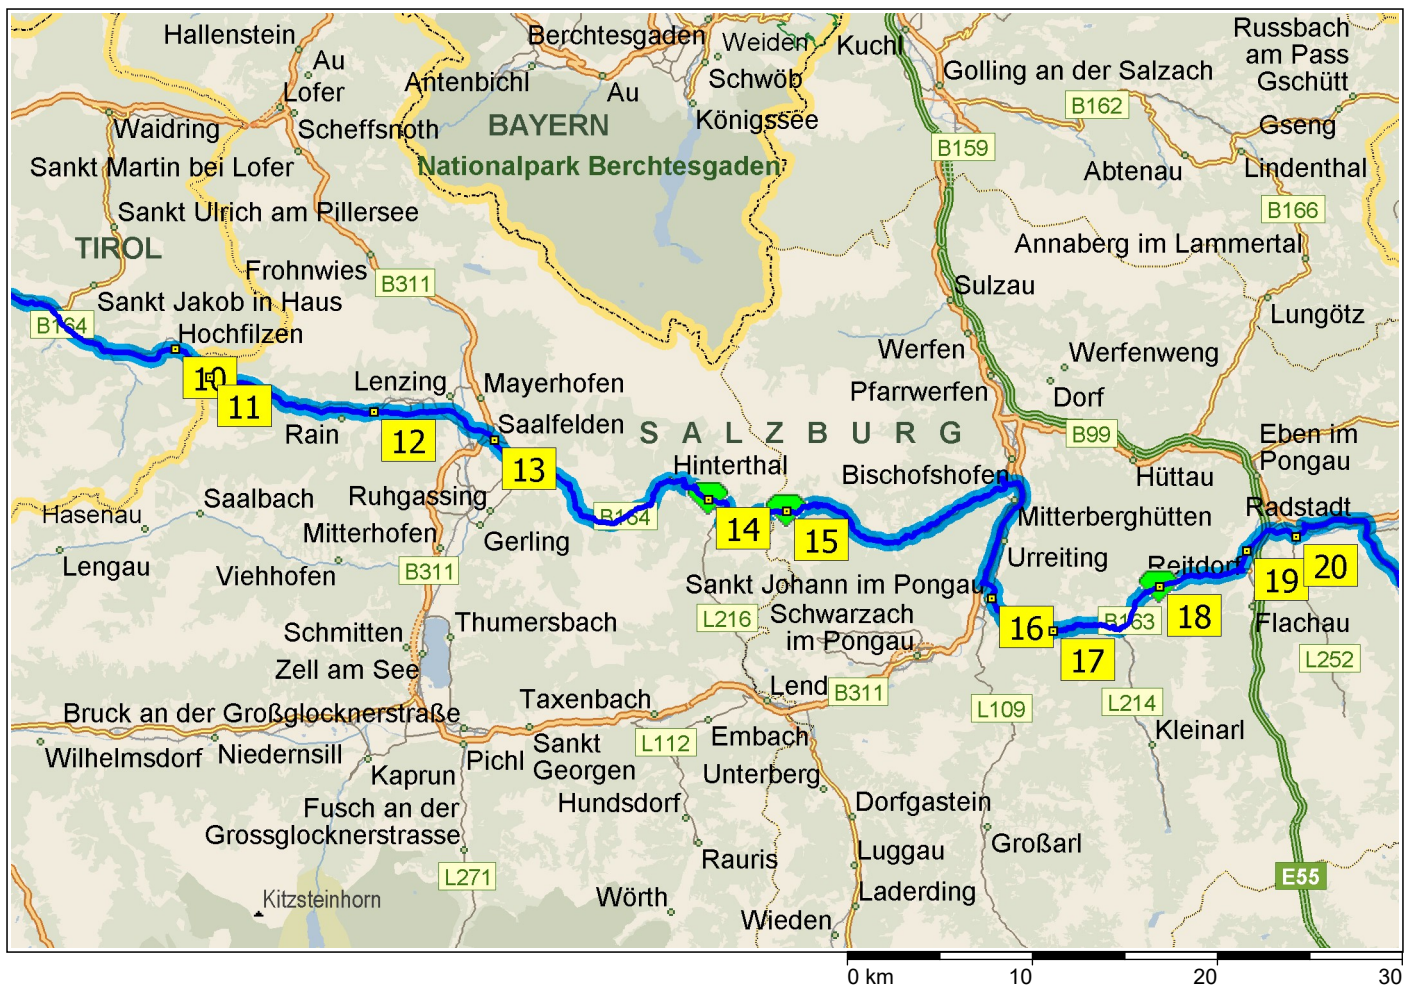 Hallenstein
Berchtesgaden
Weiden
Kuchl
Russbach
am Pass
Gschütt
Au
Antenbichl
Schwöb
Golling an der Salzach
Lofer
Au
B162
Waidring
Scheffsnoth
BAYERN
Königssee
Gseng
B159
Sankt Martin bei Lofer
Nationalpark Berchtesgaden
Abtenau
Lindenthal
Sankt Ulrich am Pillersee
B166
TIROL
Annaberg im Lammertal
Frohnwies
B311
Sulzau
Sankt Jakob in Haus
B164
Hochfilzen
Lungötz
Werfen
Werfenweng
10
Lenzing
Mayerhofen
Pfarrwerfen
Dorf
11
Rain
12
Saalfelden
SALZBURG
B99
Eben im
Pongau
13
Hinterthal
Bischofshofen
Hüttau
Saalbach
Ruhgassing
Hasenau
B164
14
15
Mitterberghütten
Radstadt
Mitterhofen
Gerling
Lengau
Viehhofen
B311
Urreiting
Reitdorf
19
20
Sankt Johann im Pongau
L216
Schwarzach
im Pongau
16
B163
18
Flachau
Schmitten
Thumersbach
17
L252
Zell am See
Taxenbach
Lend
B311
L109
L214
Bruck an der Großglocknerstraße
Wilhelmsdorf
Niedernsill
Pichl
Sankt
Georgen
L112
Embach
Kleinarl
Kaprun
Unterberg
Fusch an der
Grossglocknerstrasse
Hundsdorf
Dorfgastein
Rauris
Luggau
Großarl
L271
E55
Kitzsteinhorn
Wörth
Laderding
Wieden
0 km
10
20
30